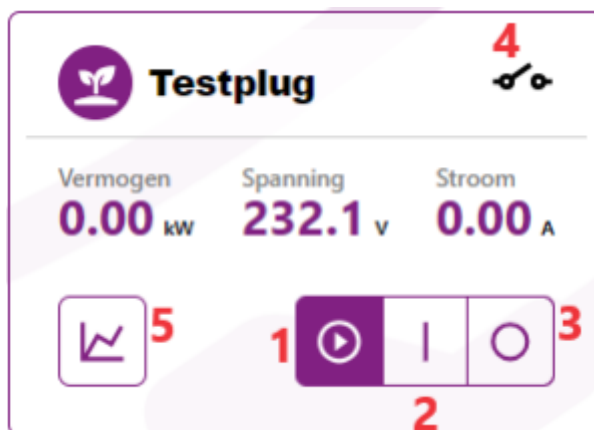 4
Testplug
Vermogen Spanning Stroom
0.00 kW 232.1 V 0.00 A
5 1 3
2